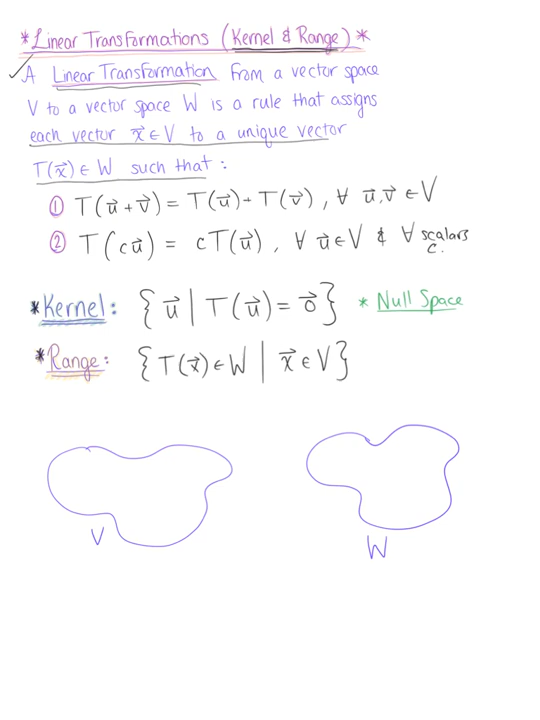 *Linear Transformations (Kernel & Range)*
✓A Linear Transformation from a vector space
V to a vector space W is a rule that assigns
each vector x⃗ ∈ V to a unique vector
T(x⃗) ∈ W such that :
① T(u⃗ + v⃗) = T(u⃗) + T(v⃗) , ∀ u⃗,v⃗ ∈ V
② T(cu⃗) = cT(u⃗) , ∀ u⃗ ∈ V & ∀ scalars
c.
*Kernel: {u⃗ | T(u⃗) = 0⃗} * Null Space
*Range: {T(x⃗) ∈ W | x⃗ ∈ V}
V
W